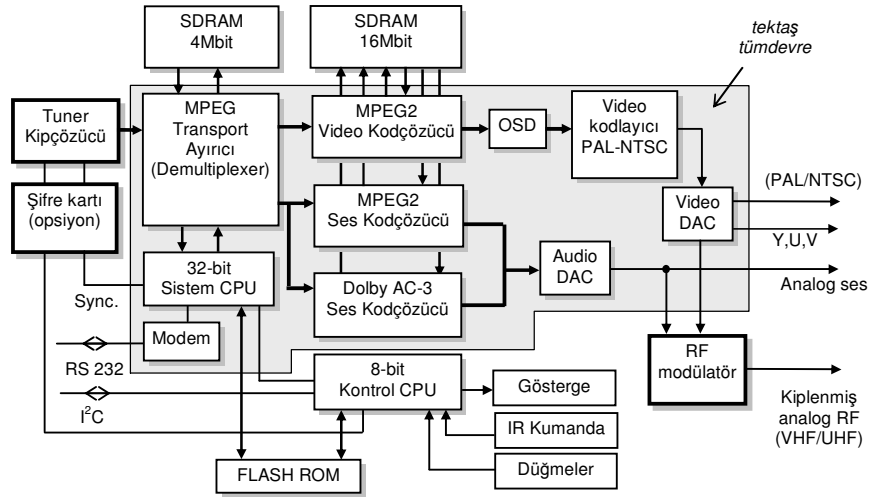 SDRAM
4Mbit
SDRAM
16Mbit
tektaş
tümdevre
Tuner
Kipçözücü
MPEG
Transport
Ayırıcı
(Demultiplexer)
MPEG2
Video Kodçözücü
OSD
Video
kodlayıcı
PAL-NTSC
Şifre kartı
(opsiyon)
MPEG2
Ses Kodçözücü
Video
DAC
(PAL/NTSC)
Y,U,V
32-bit
Sistem CPU
Dolby AC-3
Ses Kodçözücü
Audio
DAC
Analog ses
Sync.
Modem
RS 232
8-bit
Kontrol CPU
Gösterge
RF
modülatör
I²C
IR Kumanda
Kiplenmiş
analog RF
(VHF/UHF)
FLASH ROM
Düğmeler